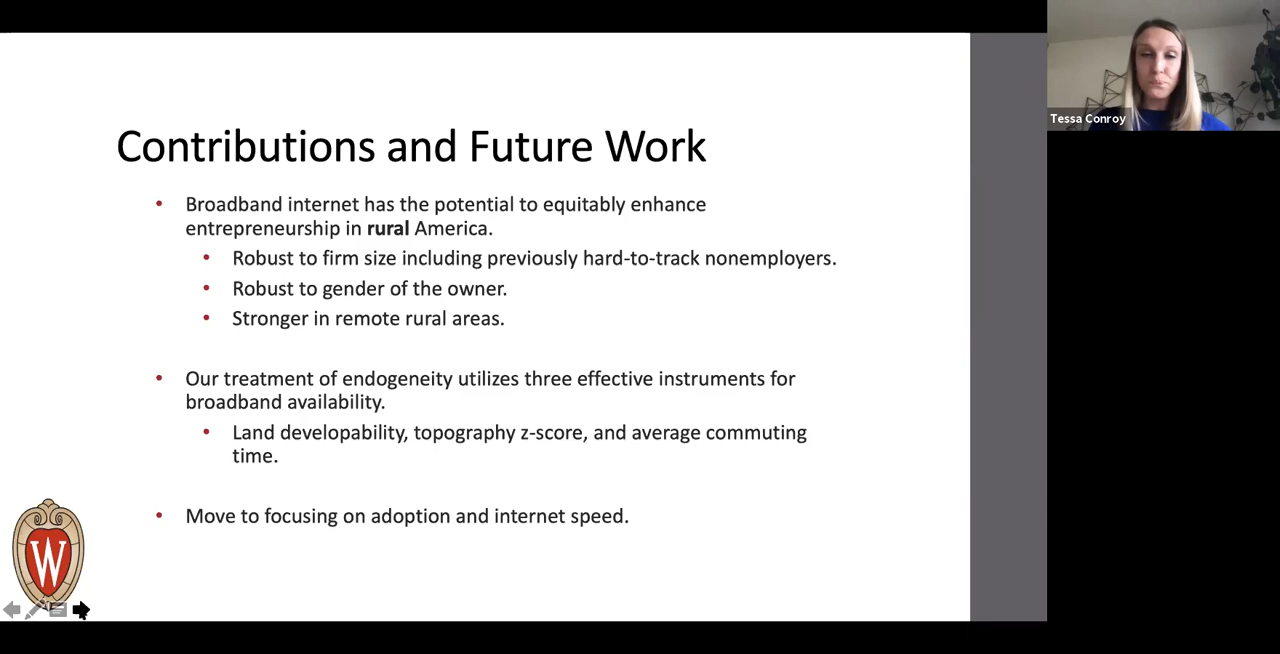 Contributions and Future Work
• Broadband internet has the potential to equitably enhance
entrepreneurship in rural America.
• Robust to firm size including previously hard-to-track nonemployers.
• Robust to gender of the owner.
• Stronger in remote rural areas.
• Our treatment of endogeneity utilizes three effective instruments for
broadband availability.
• Land developability, topography z-score, and average commuting
time.
• Move to focusing on adoption and internet speed.
W
Tessa Conroy